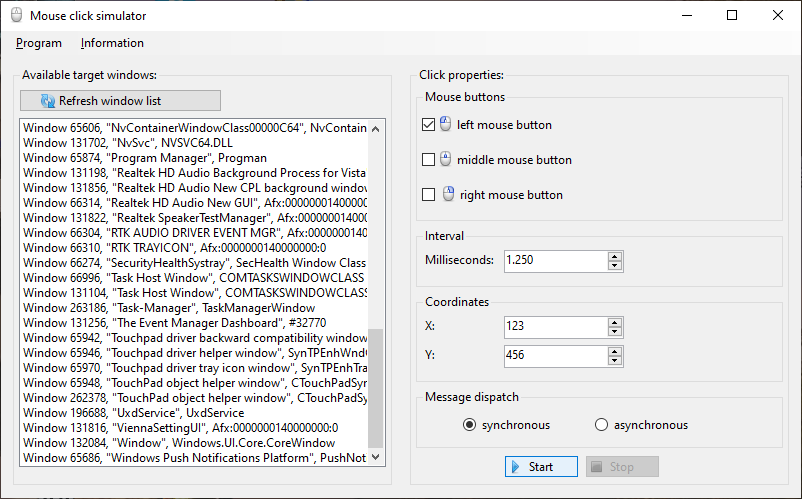 Mouse click simulator
Program Information
Available target windows:
Refresh window list
Window 65606, "NvContainerWindowClass00000C64", NvContain
Window 131702, "NvSvc", NVSVC64.DLL
Window 65874, "Program Manager", Progman
Window 131198, "Realtek HD Audio Background Process for Vista
Window 131856, "Realtek HD Audio New CPL background window
Window 66314, "Realtek HD Audio New GUI", Afx:0000000140000
Window 131822, "Realtek SpeakerTestManager", Afx:000000014000
Window 66304, "RTK AUDIO DRIVER EVENT MGR", Afx:0000000140
Window 66310, "RTK TRAYICON", Afx:0000000140000000:0
Window 66274, "SecurityHealthSystray", SecHealth Window Class
Window 66996, "Task Host Window", COMTASKSWINDOWCLASS
Window 131104, "Task Host Window", COMTASKSWINDOWCLASS
Window 263186, "Task-Manager", TaskManagerWindow
Window 131256, "The Event Manager Dashboard", #32770
Window 65942, "Touchpad driver backward compatibility window
Window 65946, "Touchpad driver helper window", SynTPEnhWnd
Window 65970, "Touchpad driver tray icon window", SynTPEnhTra
Window 65948, "TouchPad object helper window", CTouchPadSyn
Window 262378, "TouchPad object helper window", CTouchPadSy
Window 196688, "UxdService", UxdService
Window 131816, "ViennaSettingUI", Afx:0000000140000000:0
Window 132084, "Window", Windows.UI.Core.CoreWindow
Window 65686, "Windows Push Notifications Platform", PushNot
Click properties:
Mouse buttons
left mouse button
middle mouse button
right mouse button
Interval
Milliseconds: 1.250
Coordinates
X: 123
Y: 456
Message dispatch
synchronous asynchronous
Start Stop